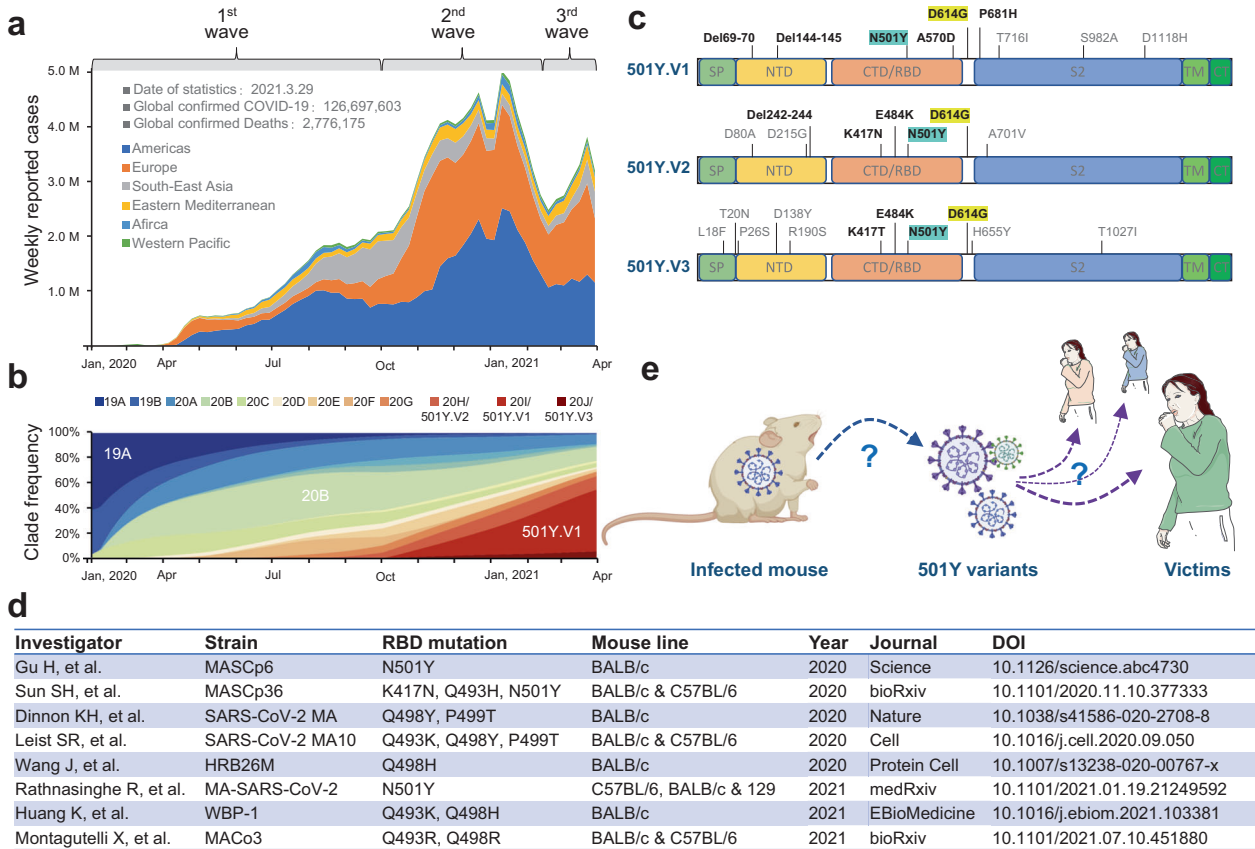 a
1st wave
2nd wave
3rd wave
Weekly reported cases
5.0 M
4.0 M
3.0 M
2.0 M
1.0 M
Date of statistics: 2021.3.29
Global confirmed COVID-19: 126,697,603
Global confirmed Deaths: 2,776,175
Americas
Europe
South-East Asia
Eastern Mediterranean
Afirca
Western Pacific
Jan, 2020 Apr Jul Oct Jan, 2021 Apr
b
19A 19B 20A 20B 20C 20D 20E 20F 20G 20H/ 20I/ 20J/
501Y.V2 501Y.V1 501Y.V3
Clade frequency
100%
80%
60%
40%
20%
0%
19A
20B
501Y.V1
Jan, 2020 Apr Jul Oct Jan, 2021 Apr
c
D614G P681H
Del69-70 Del144-145 N501Y A570D T716I S982A D1118H
501Y.V1 SP NTD CTD/RBD S2 TM
Del242-244 E484K D614G
D80A D215G K417N N501Y A701V
501Y.V2 SP NTD CTD/RBD S2 TM
T20N D138Y E484K D614G
L18F P26S R190S K417T N501Y H655Y T1027I
501Y.V3 SP NTD CTD/RBD S2 TM
e
? ?
Infected mouse 501Y variants Victims
d
Investigator Strain RBD mutation Mouse line Year Journal DOI
Gu H, et al. MASCp6 N501Y BALB/c 2020 Science 10.1126/science.abc4730
Sun SH, et al. MASCp36 K417N, Q493H, N501Y BALB/c & C57BL/6 2020 bioRxiv 10.1101/2020.11.10.377333
Dinnon KH, et al. SARS-CoV-2 MA Q498Y, P499T BALB/c 2020 Nature 10.1038/s41586-020-2708-8
Leist SR, et al. SARS-CoV-2 MA10 Q493K, Q498Y, P499T BALB/c & C57BL/6 2020 Cell 10.1016/j.cell.2020.09.050
Wang J, et al. HRB26M Q498H BALB/c 2020 Protein Cell 10.1007/s13238-020-00767-x
Rathnasinghe R, et al. MA-SARS-CoV-2 N501Y C57BL/6, BALB/c & 129 2021 medRxiv 10.1101/2021.01.19.21249592
Huang K, et al. WBP-1 Q493K, Q498H BALB/c 2021 EBioMedicine 10.1016/j.ebiom.2021.103381
Montagutelli X, et al. MACo3 Q493R, Q498R BALB/c & C57BL/6 2021 bioRxiv 10.1101/2021.07.10.451880